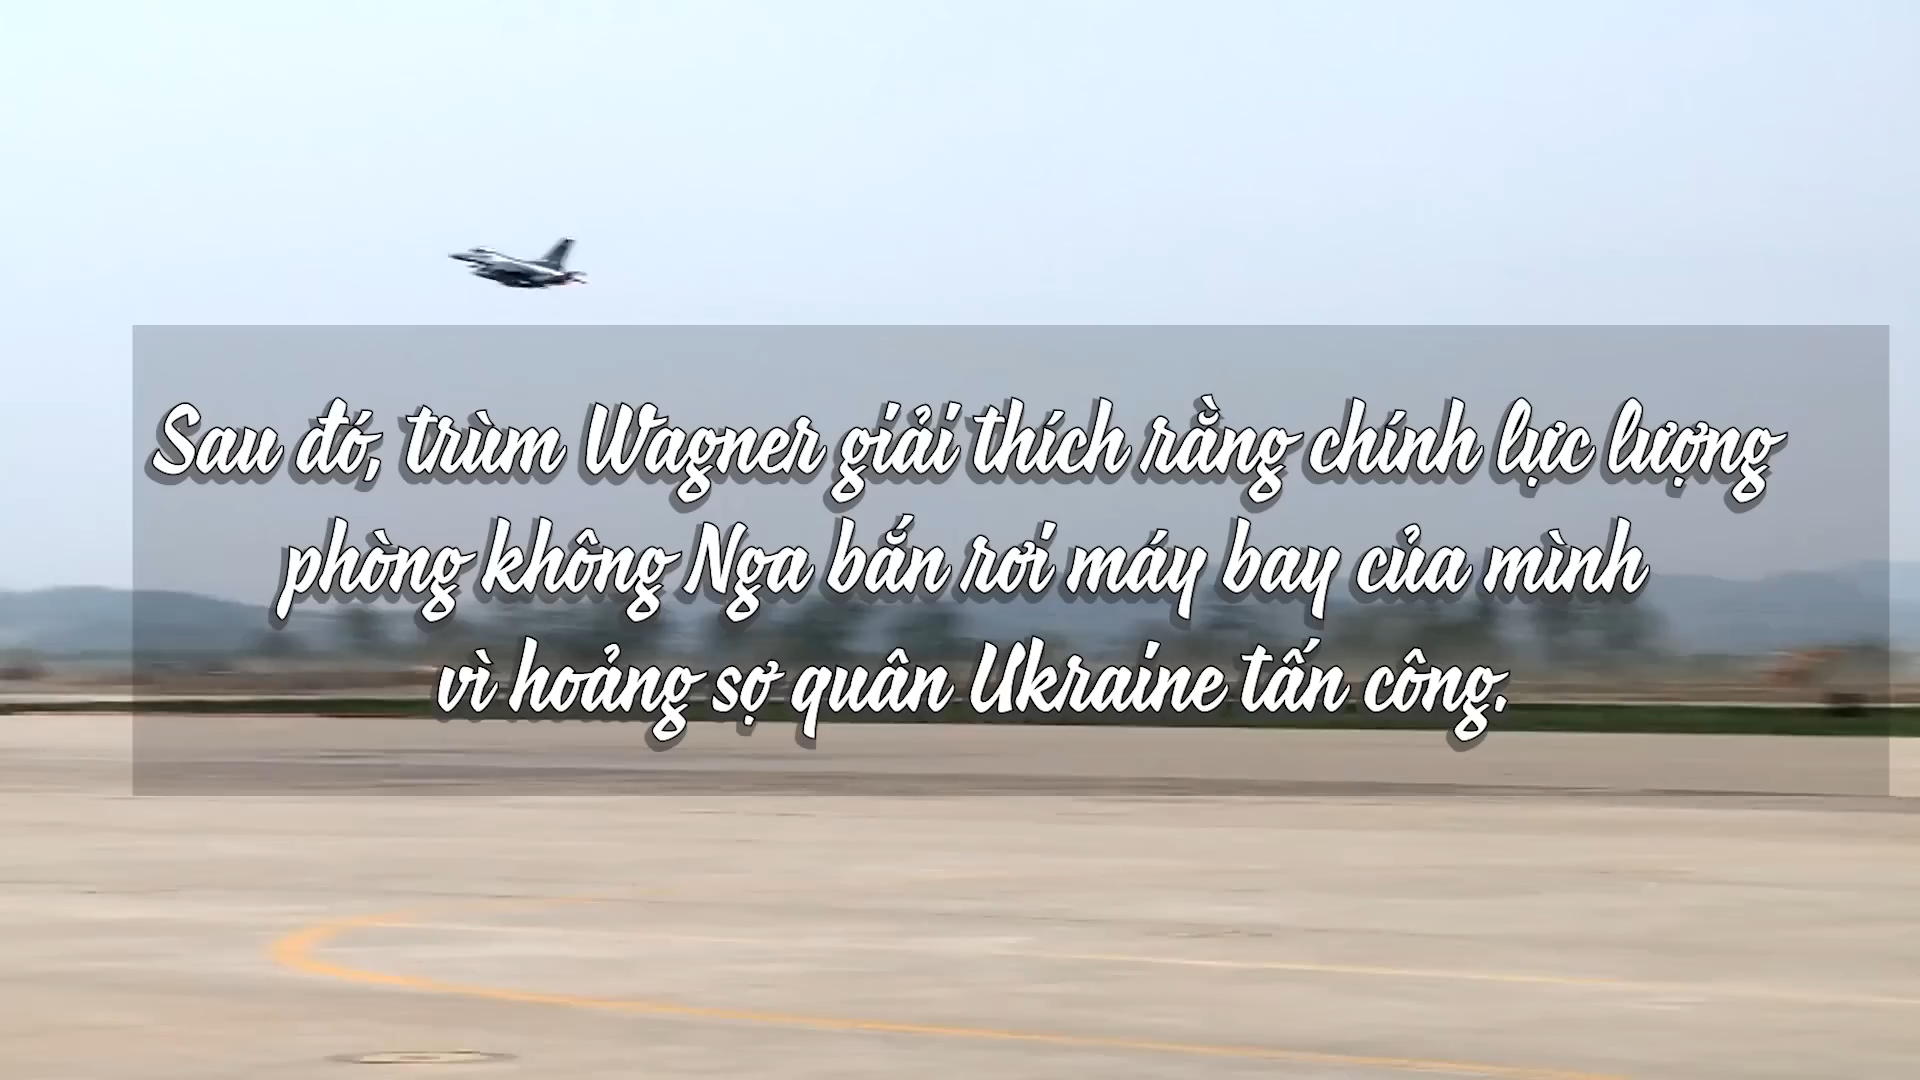 Sau đó, trùm Wagner giải thích rằng chính lực lượng
phòng không Nga bắn rơi máy bay của mình
vì hoảng sợ quân Ukraine tấn công.